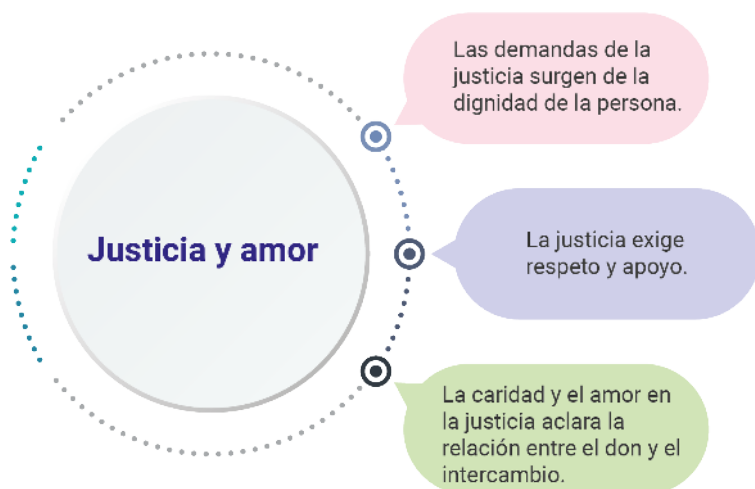 Justicia y amor
Las demandas de la
justicia surgen de la
dignidad de la persona.
La justicia exige
respeto y apoyo.
La caridad y el amor en
la justicia aclara la
relación entre el don y el
intercambio.